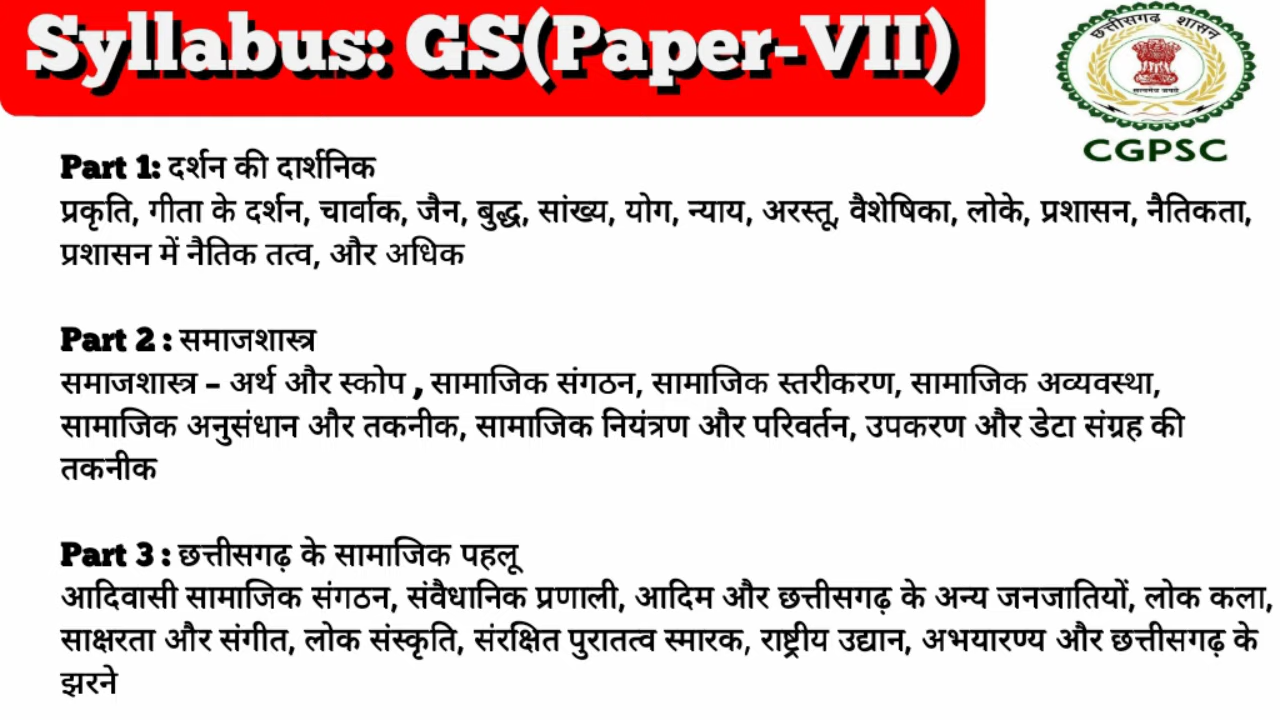 Syllabus: GS(Paper-VII)
छत्तीसगढ़ शासन
सत्यमेव जयते
CGPSC
Part 1: दर्शन की दार्शनिक
प्रकृति, गीता के दर्शन, चार्वाक, जैन, बुद्ध, सांख्य, योग, न्याय, अरस्तू, वैशेषिका, लोके, प्रशासन, नैतिकता,
प्रशासन में नैतिक तत्व, और अधिक
Part 2 : समाजशास्त्र
समाजशास्त्र – अर्थ और स्कोप , सामाजिक संगठन, सामाजिक स्तरीकरण, सामाजिक अव्यवस्था,
सामाजिक अनुसंधान और तकनीक, सामाजिक नियंत्रण और परिवर्तन, उपकरण और डेटा संग्रह की
तकनीक
Part 3 : छत्तीसगढ़ के सामाजिक पहलू
आदिवासी सामाजिक संगठन, संवैधानिक प्रणाली, आदिम और छत्तीसगढ़ के अन्य जनजातियों, लोक कला,
साक्षरता और संगीत, लोक संस्कृति, संरक्षित पुरातत्व स्मारक, राष्ट्रीय उद्यान, अभयारण्य और छत्तीसगढ़ के
झरने